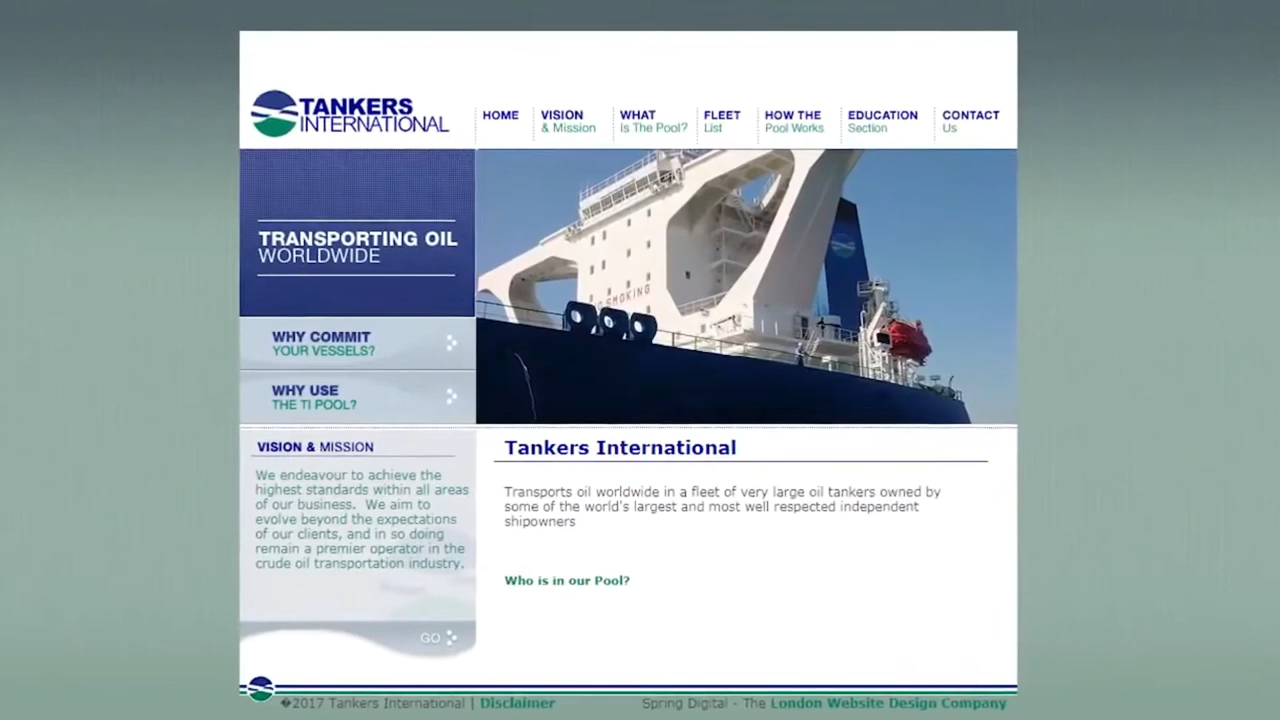 TANKERS
INTERNATIONAL
HOME
VISION
& Mission
WHAT
Is The Pool?
FLEET
List
HOW THE
Pool Works
EDUCATION
Section
CONTACT
Us
TRANSPORTING OIL
WORLDWIDE
SMOKING
WHY COMMIT
YOUR VESSELS?
WHY USE
THE TI POOL?
VISION & MISSION
We endeavour to achieve the
highest standards within all areas
of our business. We aim to
evolve beyond the expectations
of our clients, and in so doing
remain a premier operator in the
crude oil transportation industry.
GO
Tankers International
Transports oil worldwide in a fleet of very large oil tankers owned by
some of the world's largest and most well respected independent
shipowners
Who is in our Pool?
�2017 Tankers International | Disclaimer
Spring Digital - The London Website Design Company